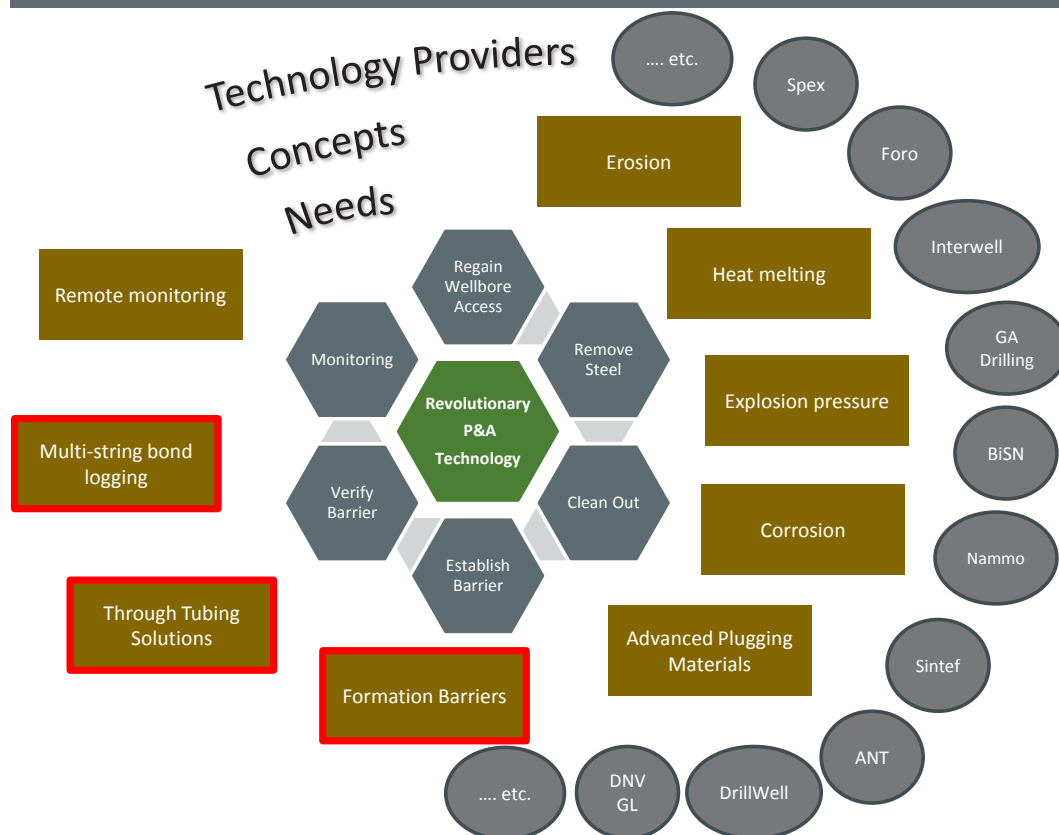 Technology Providers
Concepts
Needs
…. etc.
Spex
Foro
Interwell
GA
Drilling
BiSN
Nammo
Sintef
ANT
DrillWell
DNV
GL
…. etc.
Erosion
Heat melting
Explosion pressure
Corrosion
Advanced Plugging
Materials
Formation Barriers
Through Tubing
Solutions
Multi-string bond
logging
Remote monitoring
Regain
Wellbore
Access
Remove
Steel
Clean Out
Establish
Barrier
Verify
Barrier
Monitoring
Revolutionary
P&A
Technology